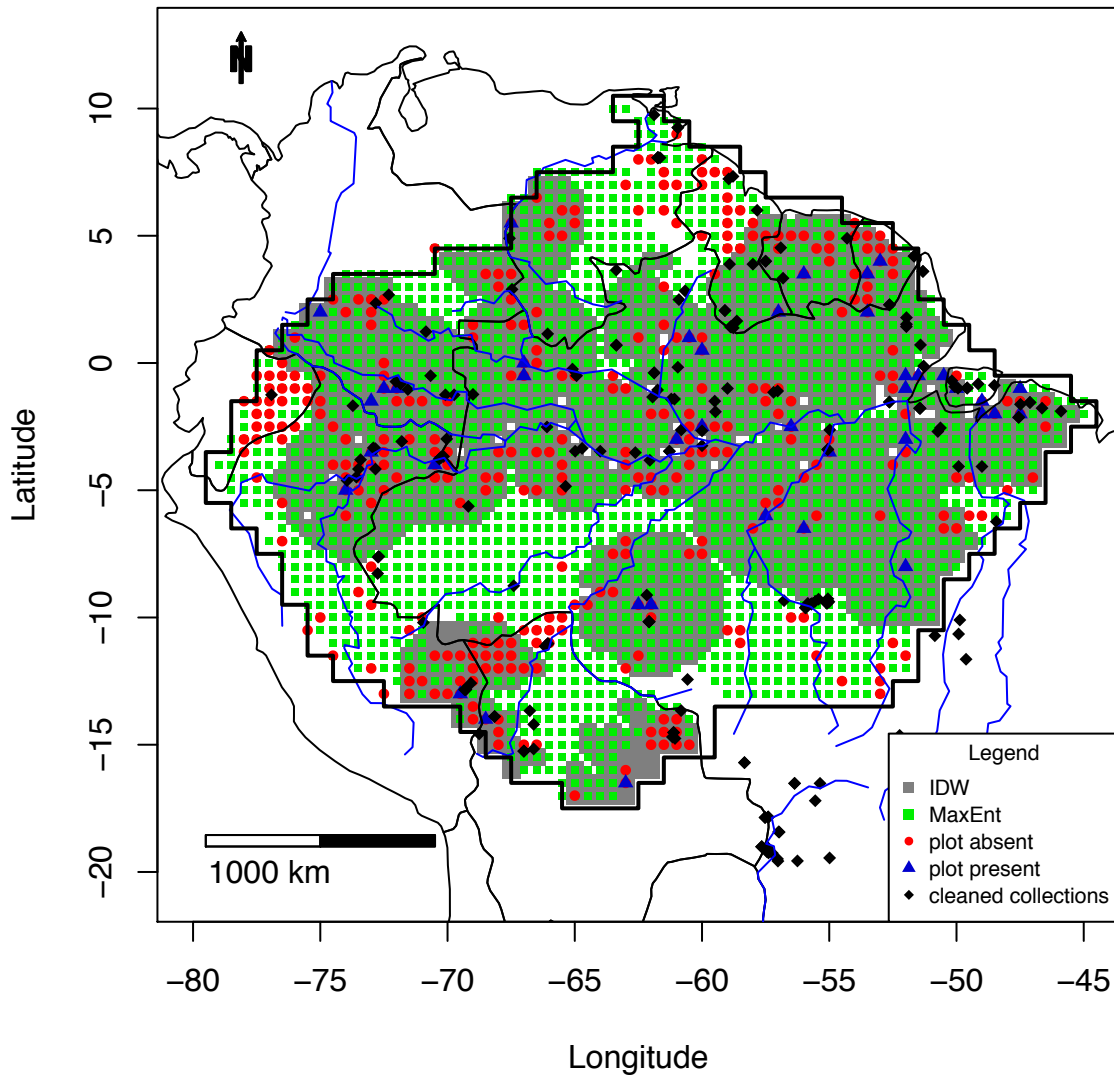 N
Latitude
10
5
0
−5
−10
−15
−20
1000 km
Legend
IDW
MaxEnt
plot absent
plot present
cleaned collections
−80 −75 −70 −65 −60 −55 −50 −45
Longitude